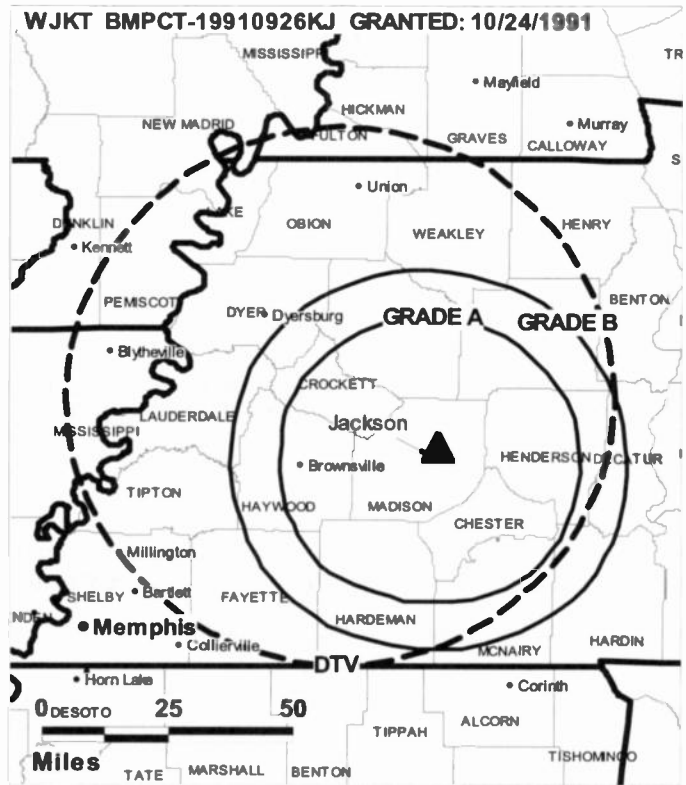 WJKT BMPCT-19910926KJ GRANTED: 10/24/1991
MISSISSIPPI
TR
Mayfield
HICKMAN
NEW MADRID
Murray
FULTON
GRAVES
CALLOWAY
S
Union
LAKE
DUNKLIN
OBION
HENRY
WEAKLEY
Kennett
PEMISCOT
BENTON
DYER
Dyersburg
GRADE A
GRADE B
Blytheville
CROCKETT
LAUDERDALE
Jackson
MISSISSIPPI
HENDERSON
DECATUR
Brownsville
TIPTON
HAYWOOD
MADISON
CHESTER
Millington
SHELBY
Bartlett
FAYETTE
NDEN
HARDEMAN
Memphis
HARDIN
Collierville
MCNAIRY
DTV
Horn Lake
Corinth
0 DESOTO 25 50
ALCORN
TIPPAH
Miles
TISHOMINGO
TATE
MARSHALL
BENTON